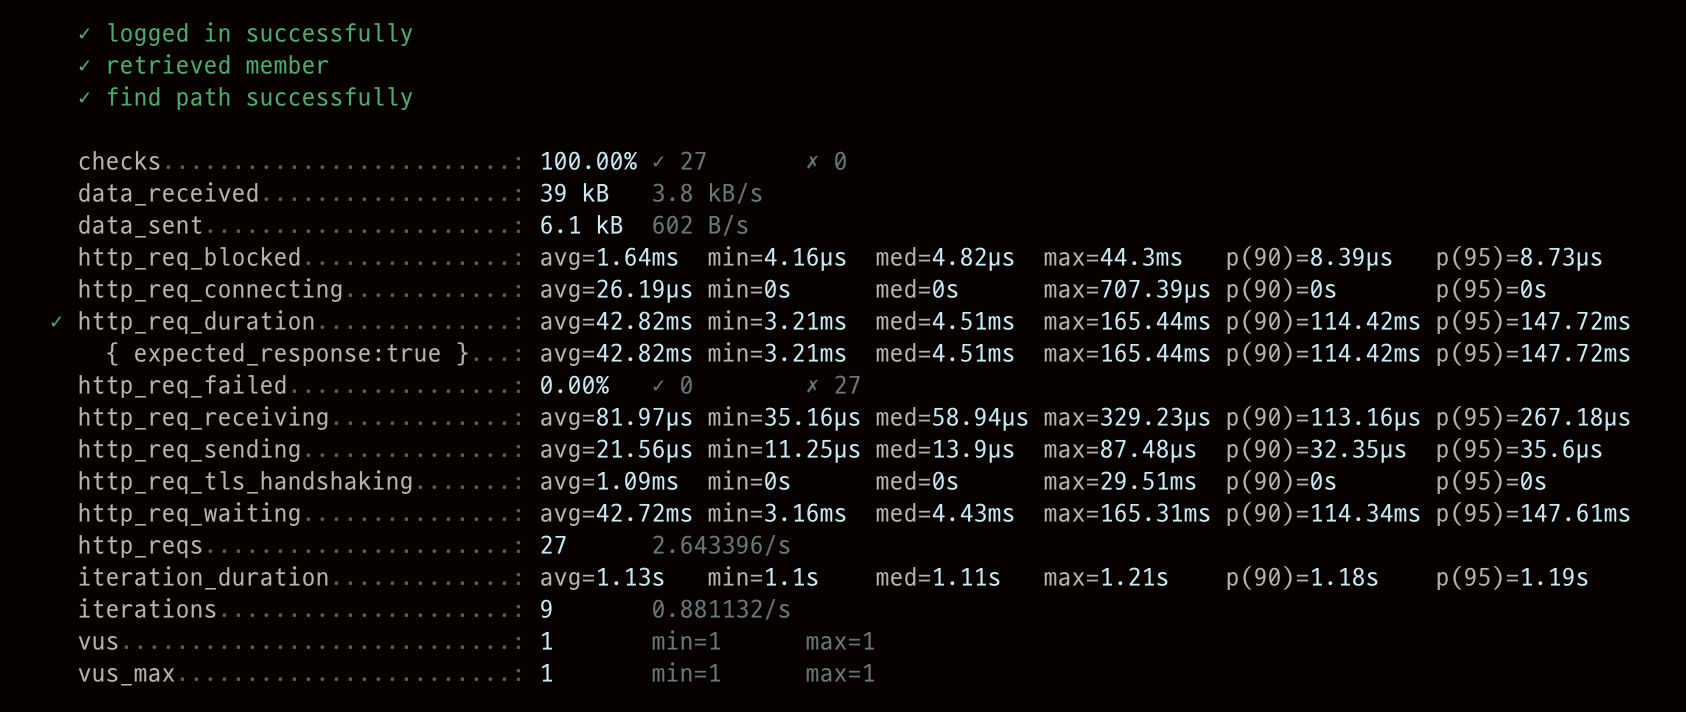 ✓ logged in successfully
✓ retrieved member
✓ find path successfully
checks.........................: 100.00% ✓ 27 ✗ 0
data_received..................: 39 kB 3.8 kB/s
data_sent......................: 6.1 kB 602 B/s
http_req_blocked...............: avg=1.64ms min=4.16µs med=4.82µs max=44.3ms p(90)=8.39µs p(95)=8.73µs
http_req_connecting............: avg=26.19µs min=0s med=0s max=707.39µs p(90)=0s p(95)=0s
✓ http_req_duration..............: avg=42.82ms min=3.21ms med=4.51ms max=165.44ms p(90)=114.42ms p(95)=147.72ms
{ expected_response:true }...: avg=42.82ms min=3.21ms med=4.51ms max=165.44ms p(90)=114.42ms p(95)=147.72ms
http_req_failed................: 0.00% ✓ 0 ✗ 27
http_req_receiving.............: avg=81.97µs min=35.16µs med=58.94µs max=329.23µs p(90)=113.16µs p(95)=267.18µs
http_req_sending...............: avg=21.56µs min=11.25µs med=13.9µs max=87.48µs p(90)=32.35µs p(95)=35.6µs
http_req_tls_handshaking.......: avg=1.09ms min=0s med=0s max=29.51ms p(90)=0s p(95)=0s
http_req_waiting...............: avg=42.72ms min=3.16ms med=4.43ms max=165.31ms p(90)=114.34ms p(95)=147.61ms
http_reqs......................: 27 2.643396/s
iteration_duration.............: avg=1.13s min=1.1s med=1.11s max=1.21s p(90)=1.18s p(95)=1.19s
iterations.....................: 9 0.881132/s
vus............................: 1 min=1 max=1
vus_max........................: 1 min=1 max=1